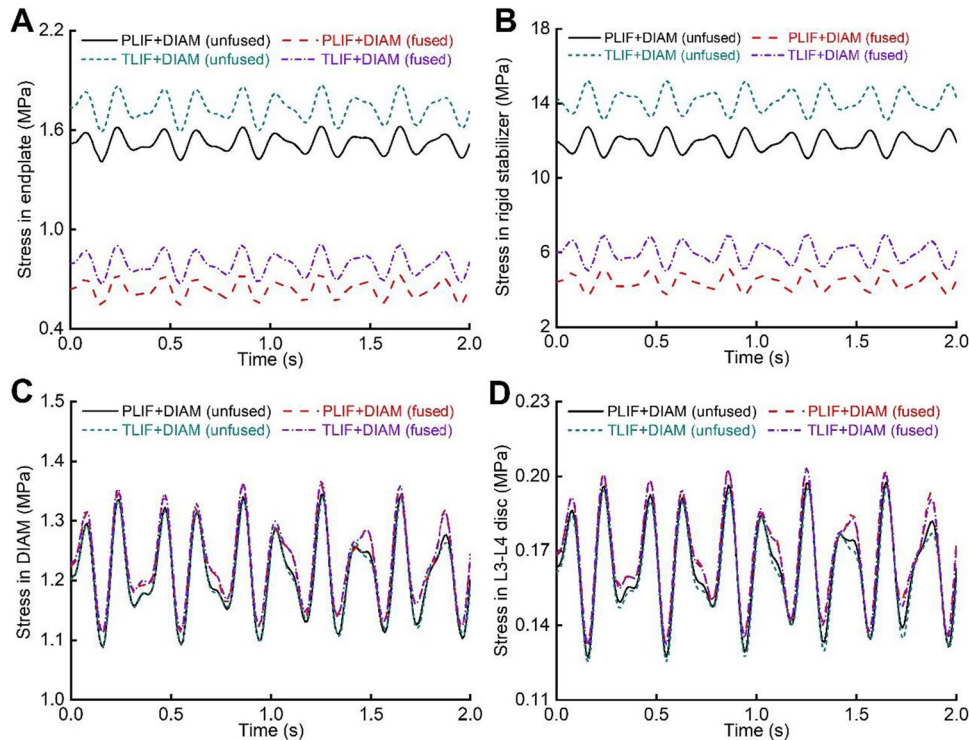 A
B
2.2
1.6
1.0
0.4
Stress in endplate (MPa)
PLIF+DIAM (unfused) PLIF+DIAM (fused)
TLIF+DIAM (unfused) TLIF+DIAM (fused)
0.0 0.5 1.0 1.5 2.0
Time (s)
18
14
10
6
2
Stress in rigid stabilizer (MPa)
PLIF+DIAM (unfused) PLIF+DIAM (fused)
TLIF+DIAM (unfused) TLIF+DIAM (fused)
0.0 0.5 1.0 1.5 2.0
Time (s)
C
D
1.5
1.4
1.3
1.2
1.1
1.0
Stress in DIAM (MPa)
PLIF+DIAM (unfused) PLIF+DIAM (fused)
TLIF+DIAM (unfused) TLIF+DIAM (fused)
0.0 0.5 1.0 1.5 2.0
Time (s)
0.23
0.20
0.17
0.14
0.11
Stress in L3-L4 disc (MPa)
PLIF+DIAM (unfused) PLIF+DIAM (fused)
TLIF+DIAM (unfused) TLIF+DIAM (fused)
0.0 0.5 1.0 1.5 2.0
Time (s)